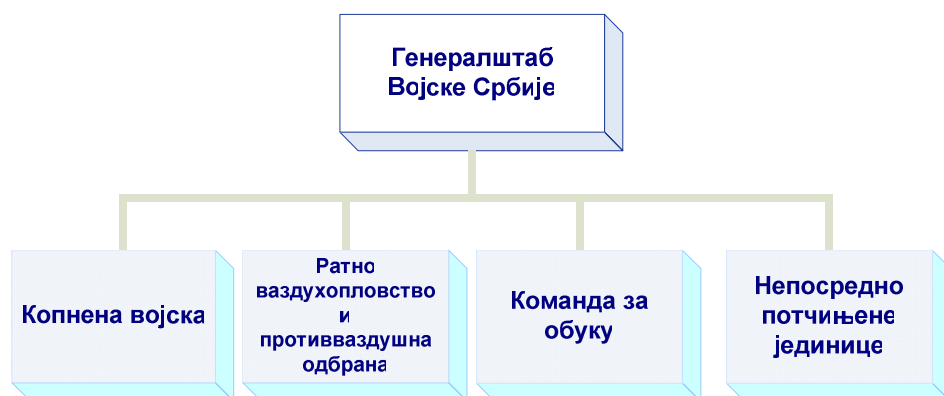 Генералштаб
Војске Србије
Копнена војска
Ратно
ваздухопловство
и
противваздушна
одбрана
Команда за
обуку
Непосредно
потчињене
јединице